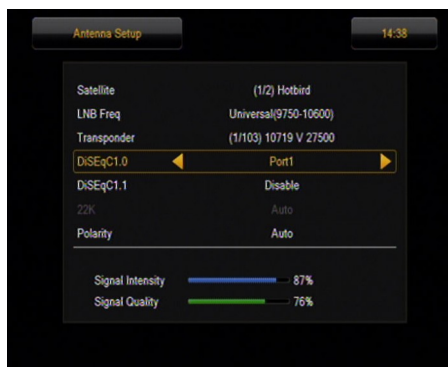 Antenna Setup 14:38
Satellite (1/2) Hotbird
LNB Freq Universal(9750-10600)
Transponder (1/103) 10719 V 27500
DiSEqC1.0 Port1
DiSEqC1.1 Disable
22K Auto
Polarity Auto
Signal Intensity 87%
Signal Quality 76%